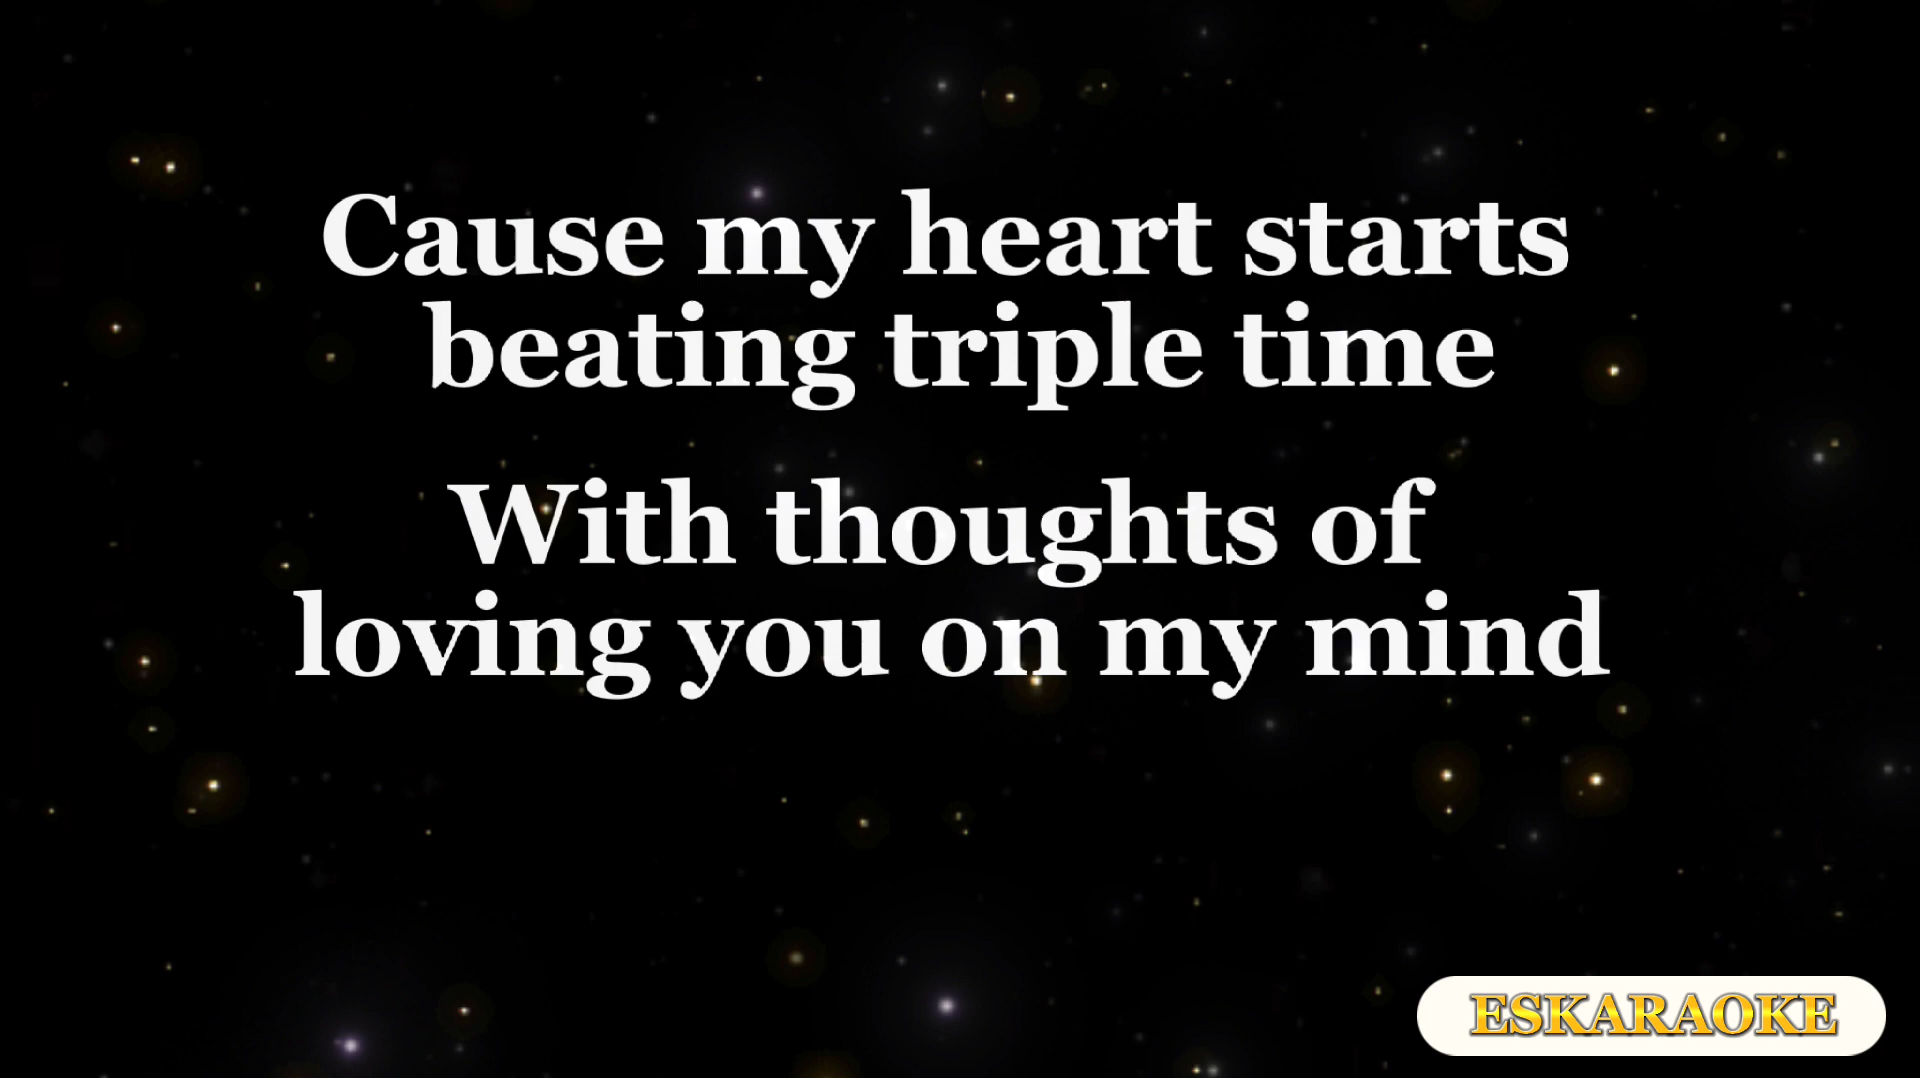 Cause my heart starts
beating triple time
With thoughts of
loving you on my mind
ESKARAOKE